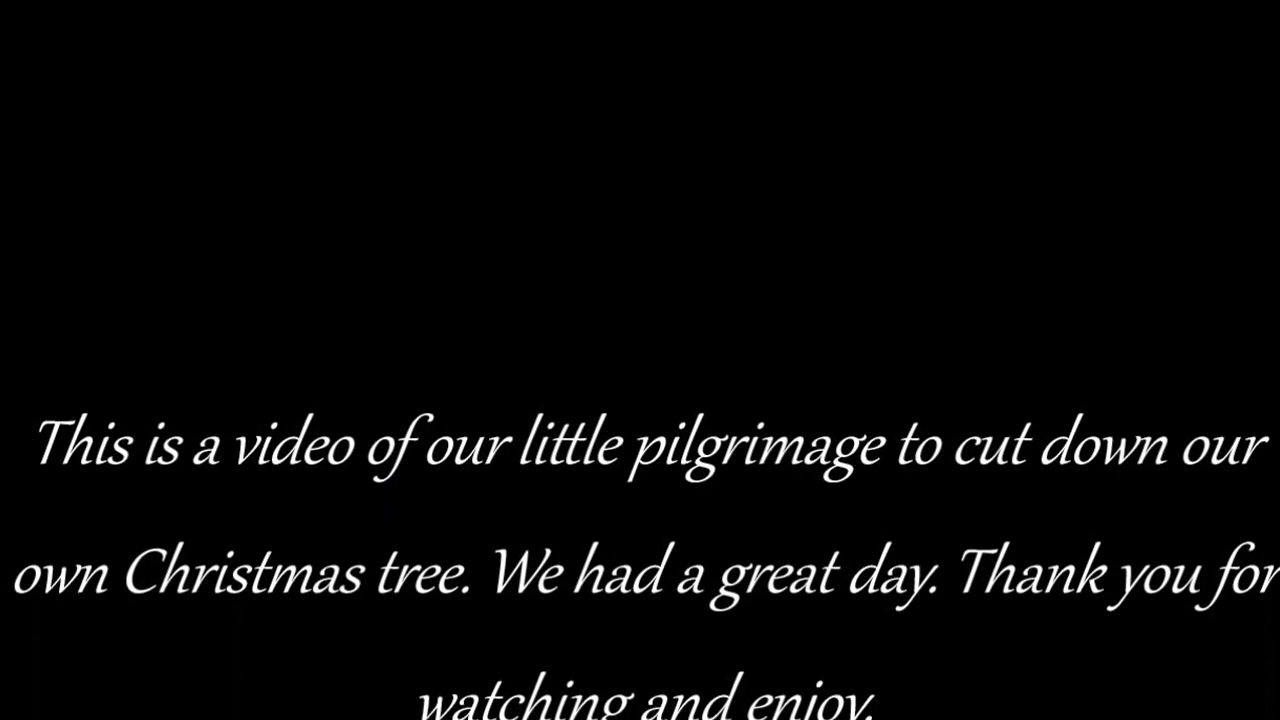 This is a video of our little pilgrimage to cut down our
own Christmas tree. We had a great day. Thank you for
watching and enjoy.